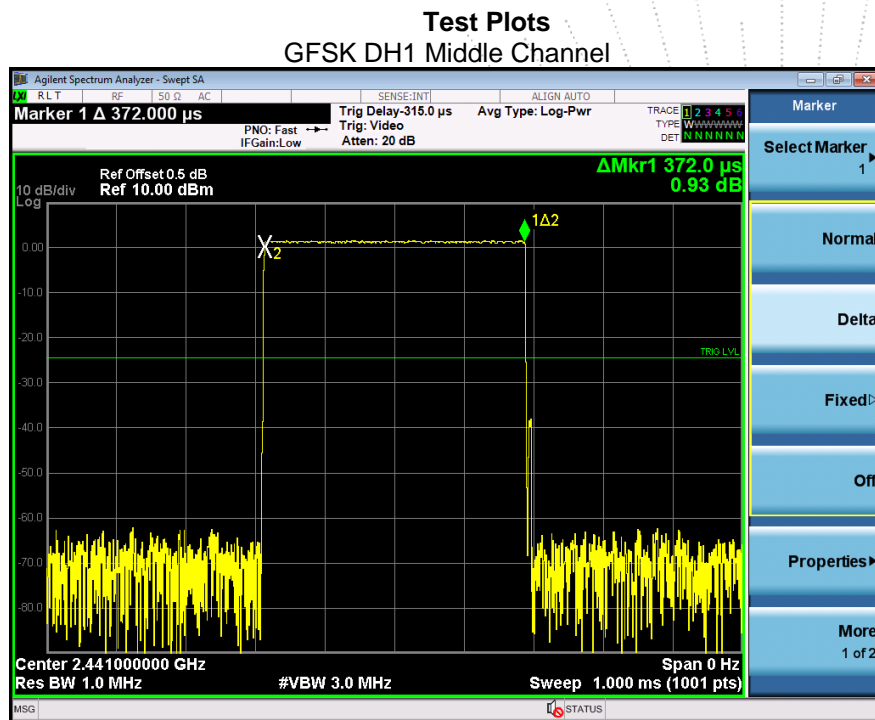 Test Plots
GFSK DH1 Middle Channel
Agilent Spectrum Analyzer - Swept SA
LXI RLT RF 50 Ω AC SENSE:INT ALIGN AUTO
Marker 1 Δ 372.000 µs
PNO: Fast
IFGain:Low
Trig Delay-315.0 µs
Trig: Video
Atten: 20 dB
Avg Type: Log-Pwr
TRACE 1 2 3 4 5 6
TYPE WWWWWW
DET N N N N N N
ΔMkr1 372.0 µs
0.93 dB
Ref Offset 0.5 dB
10 dB/div Ref 10.00 dBm
Log
1Δ2
0.00
2
-10.0
-20.0
TRIG LVL
-30.0
-40.0
-50.0
-60.0
-70.0
-80.0
Center 2.441000000 GHz Span 0 Hz
Res BW 1.0 MHz #VBW 3.0 MHz Sweep 1.000 ms (1001 pts)
MSG STATUS
Marker
Select Marker
1
Normal
Delta
Fixed
Off
Properties
More
1 of 2